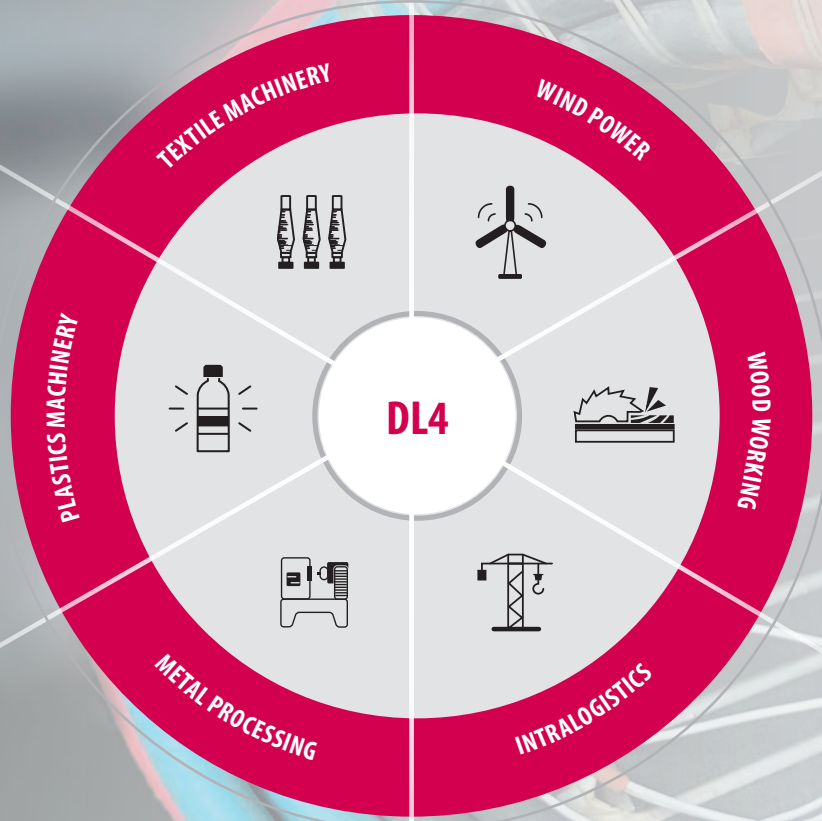 TEXTILE MACHINERY
WIND POWER
PLASTICS MACHINERY
DL4
WOOD WORKING
METAL PROCESSING
INTRALOGISTICS